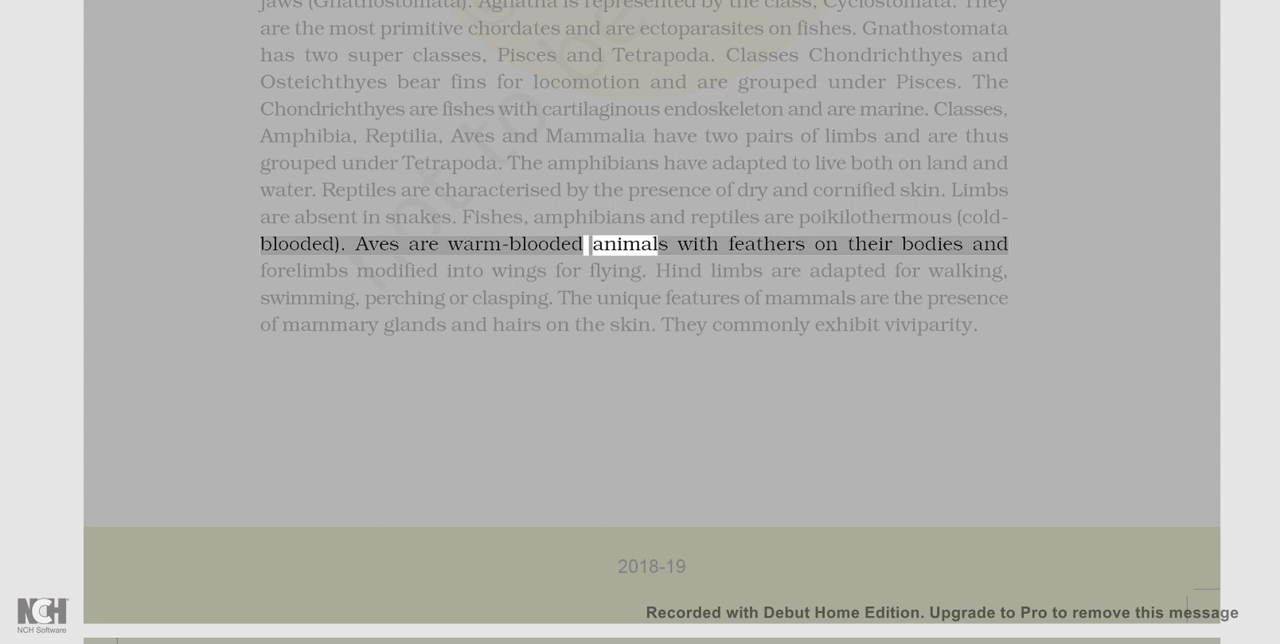 jaws (Gnathostomata). Agnatha is represented by the class, Cyclostomata. They
are the most primitive chordates and are ectoparasites on fishes. Gnathostomata
has two super classes, Pisces and Tetrapoda. Classes Chondrichthyes and
Osteichthyes bear fins for locomotion and are grouped under Pisces. The
Chondrichthyes are fishes with cartilaginous endoskeleton and are marine. Classes,
Amphibia, Reptilia, Aves and Mammalia have two pairs of limbs and are thus
grouped under Tetrapoda. The amphibians have adapted to live both on land and
water. Reptiles are characterised by the presence of dry and cornified skin. Limbs
are absent in snakes. Fishes, amphibians and reptiles are poikilothermous (cold-
blooded). Aves are warm-blooded animals with feathers on their bodies and
forelimbs modified into wings for flying. Hind limbs are adapted for walking,
swimming, perching or clasping. The unique features of mammals are the presence
of mammary glands and hairs on the skin. They commonly exhibit viviparity.
not to be
2018-19
Recorded with Debut Home Edition. Upgrade to Pro to remove this message
NCH
NCH Software